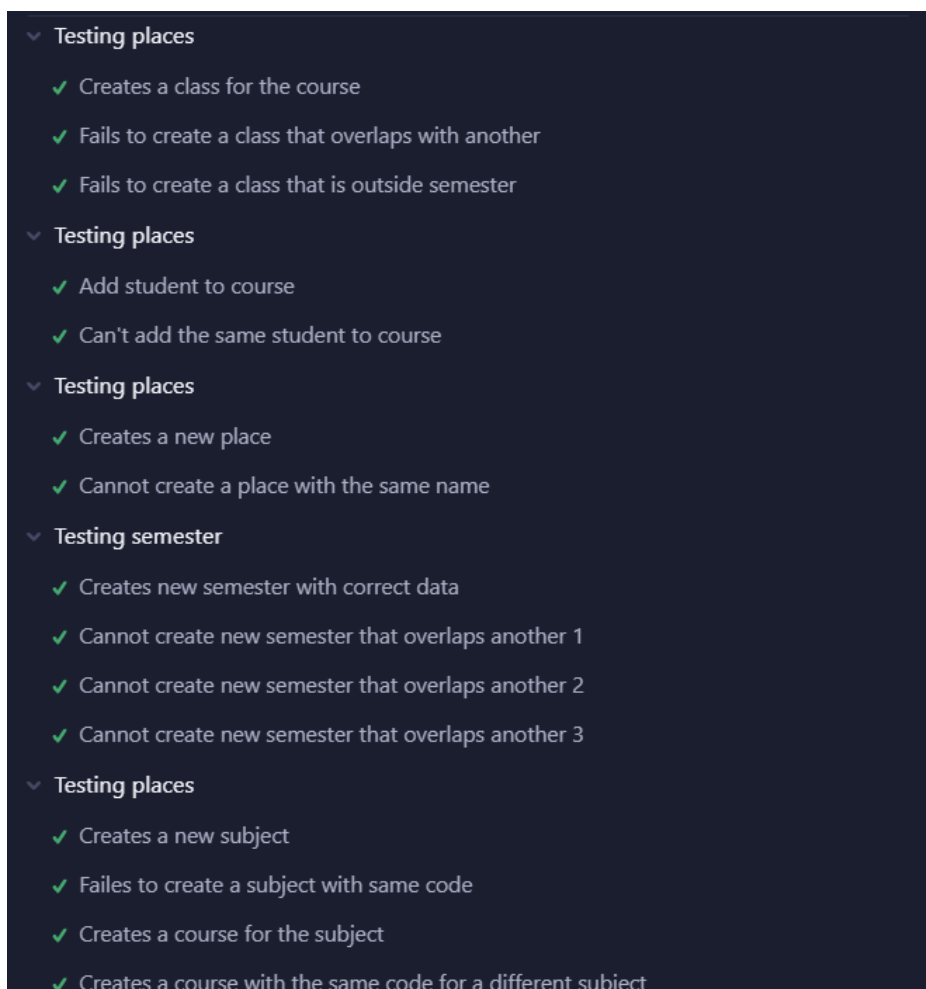 Testing places
Creates a class for the course
Fails to create a class that overlaps with another
Fails to create a class that is outside semester
Testing places
Add student to course
Can't add the same student to course
Testing places
Creates a new place
Cannot create a place with the same name
Testing semester
Creates new semester with correct data
Cannot create new semester that overlaps another 1
Cannot create new semester that overlaps another 2
Cannot create new semester that overlaps another 3
Testing places
Creates a new subject
Failes to create a subject with same code
Creates a course for the subject
Creates a course with the same code for a different subject